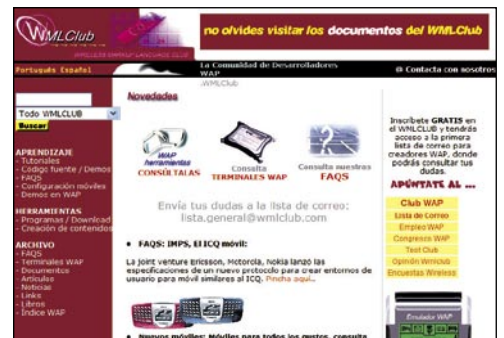 WMLClub
WIRELESS MARKUP LANGUAGE CLUB
no olvides visitar los documentos del WMLClub
Portugués Español
La Comunidad de Desarrolladores
WAP
@ Contacta con nosotros
.:WMLClub
Todo WMLCLUB
Buscar
APRENDIZAJE
- Tutoriales
- Código fuente / Demos
- FAQS
- Configuración móviles
- Demos en WAP
HERRAMIENTAS
- Programas / Download
- Creación de contenidos
ARCHIVO
- FAQS
- Terminales WAP
- Documentos
- Artículos
- Noticias
- Links
- Libros
- Índice WAP
Novedades
WAP
herramientas
CONSÚLTALAS
Consulta
TERMINALES WAP
Consulta nuestras
FAQS
Envía tus dudas a la lista de correo:
lista.general@wmlclub.com
• FAQS: IMPS, El ICQ móvil:
La joint venture Ericsson, Motorola, Nokia lanzó las
especificaciones de un nuevo protocolo para crear entornos de
usuario para móvil similares al ICQ. Pincha aquí..
• Nuevos móviles: Móviles para todos los gustos, consulta
Inscríbete GRATIS en
el WMLCLUB y tendrás
acceso a la primera
lista de correo para
creadores WAP, donde
podrás consultar tus
dudas.
APÚNTATE AL ...
Club WAP
Lista de Correo
Empleo WAP
Congresos WAP
Test Club
Opinión Wmlclub
Encuestas Wireless
Emulador WAP